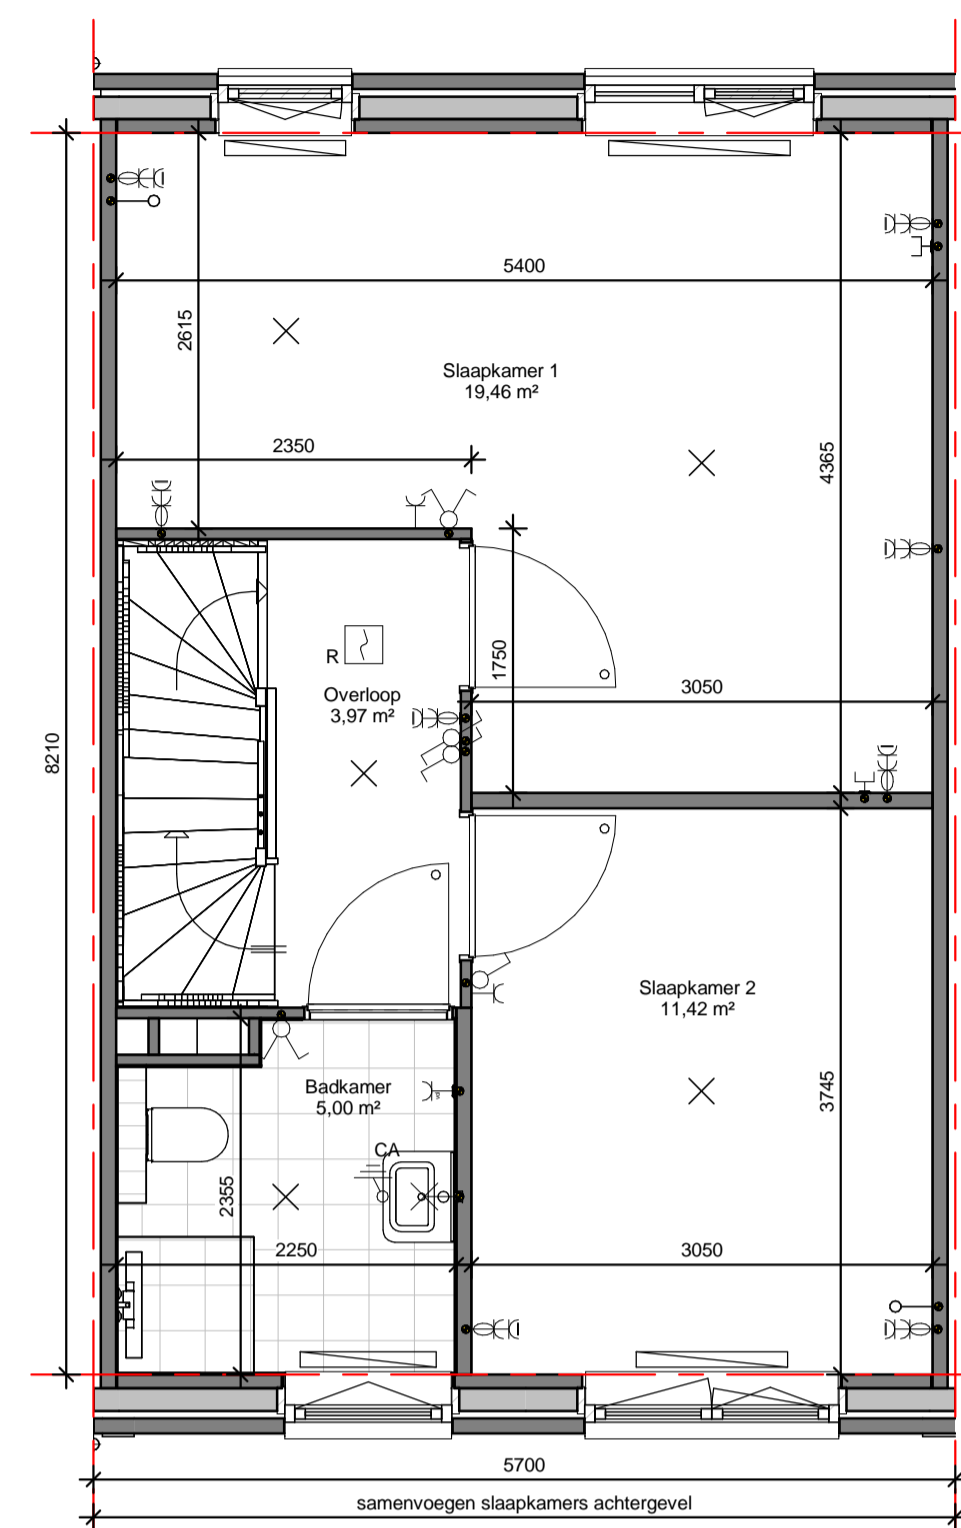 5400
2615
Slaapkamer 1
19,46 m²
2350
4365
R
1750
Overloop
3,97 m²
3050
8210
Slaapkamer 2
11,42 m²
Badkamer
5,00 m²
3745
CA
2355
2250
3050
5700
samenvoegen slaapkamers achtergevel